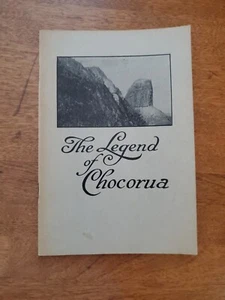 The Legend
of
Chocorua